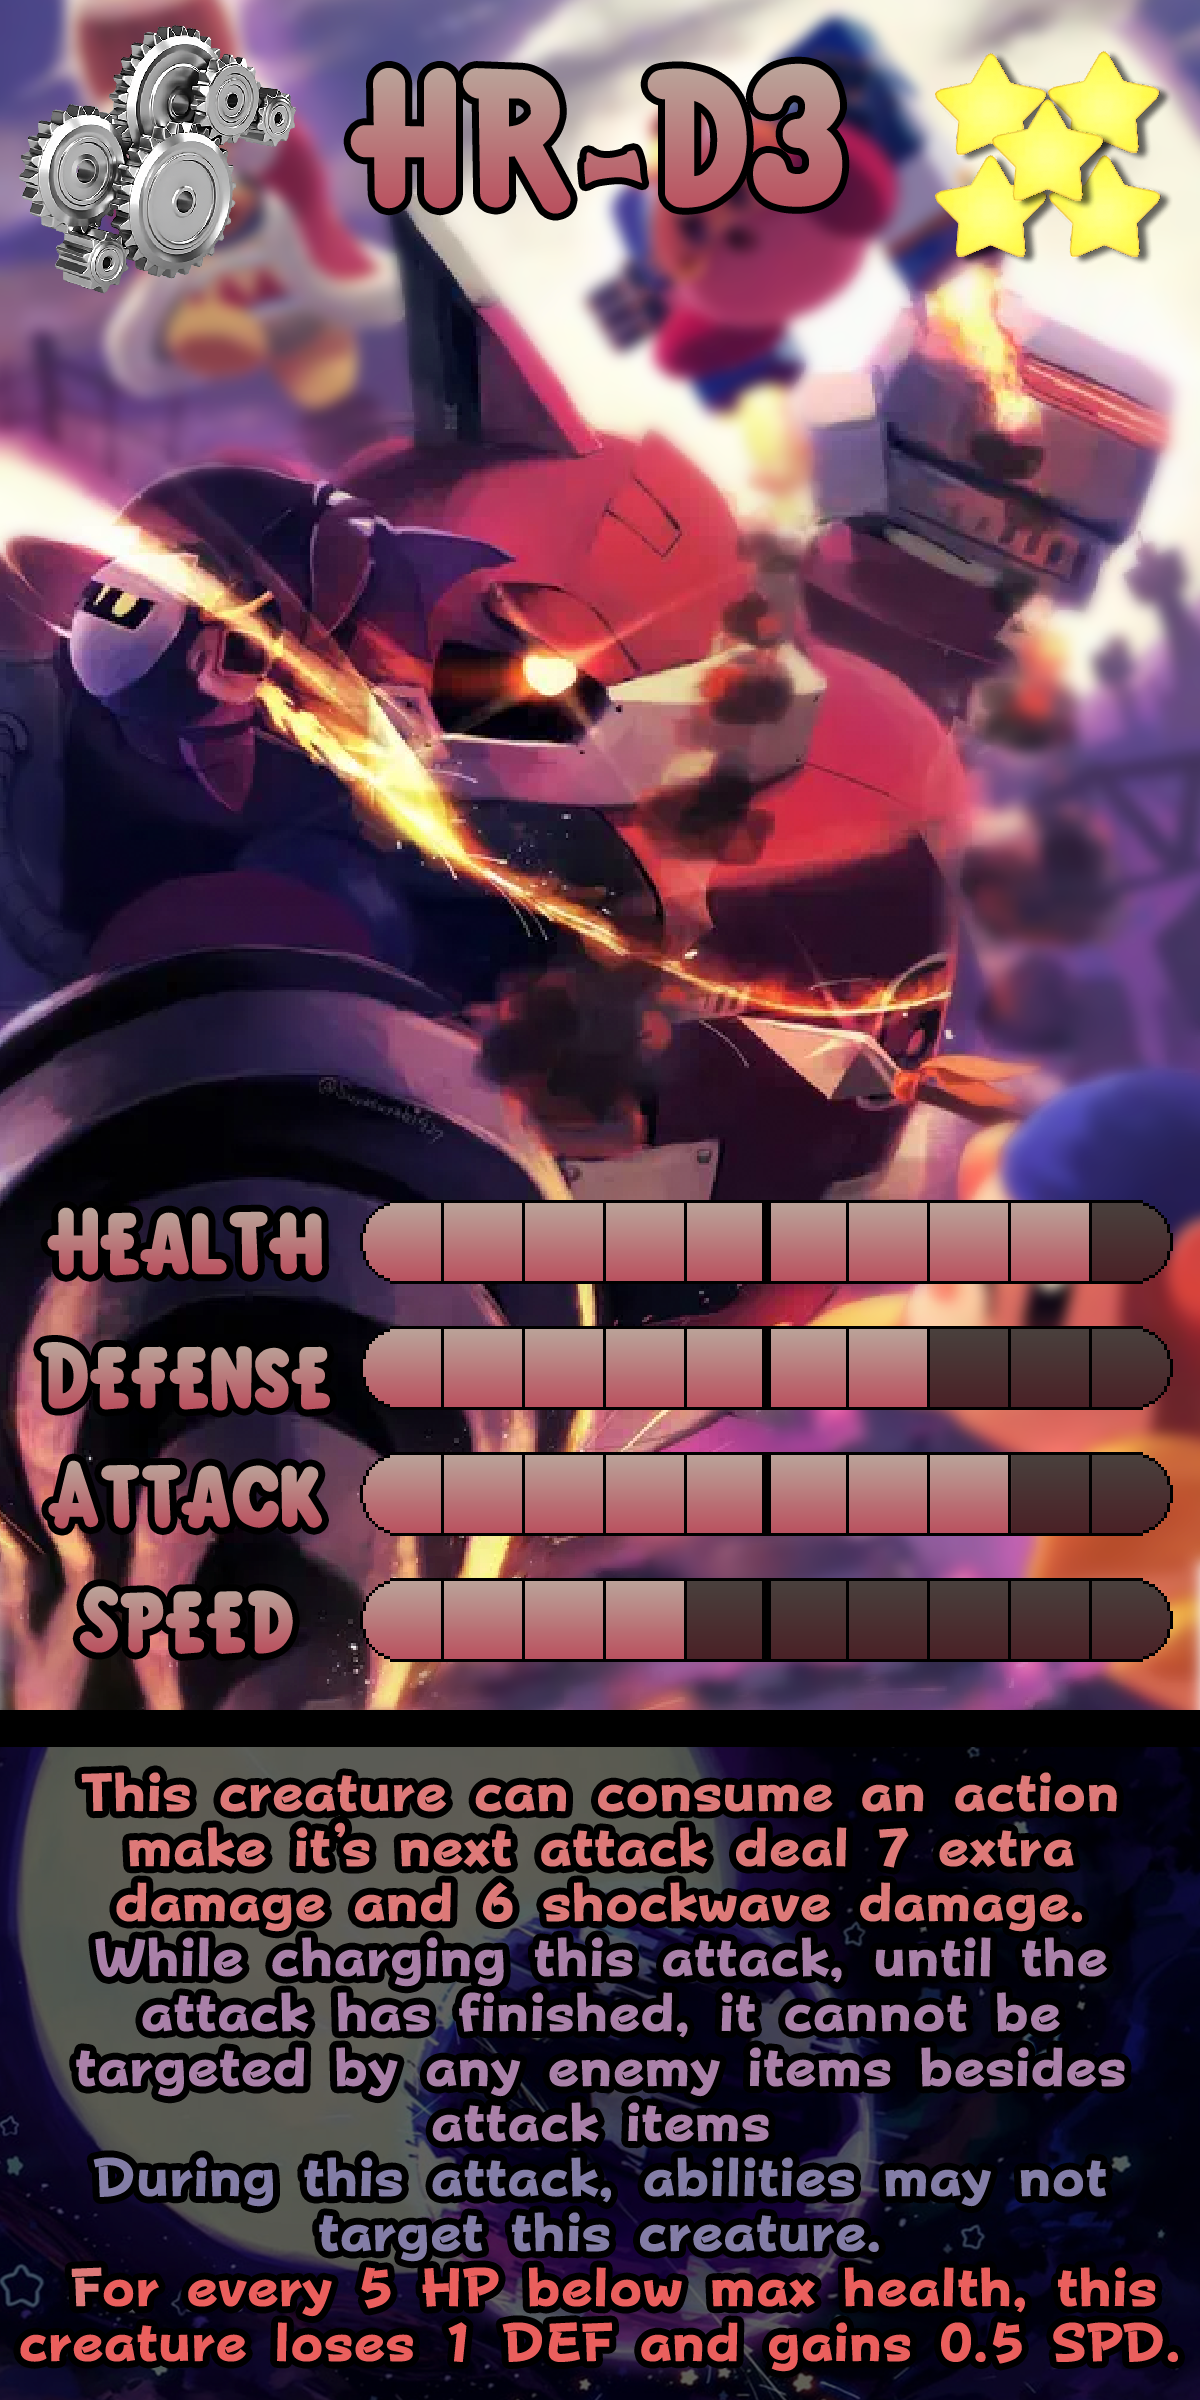 HR-D3
HEALTH
DEFENSE
ATTACK
SPEED
This creature can consume an action
make it's next attack deal 7 extra
damage and 6 shockwave damage.
While charging this attack, until the
attack has finished, it cannot be
targeted by any enemy items besides
attack items
During this attack, abilities may not
target this creature.
For every 5 HP below max health, this
creature loses 1 DEF and gains 0.5 SPD.